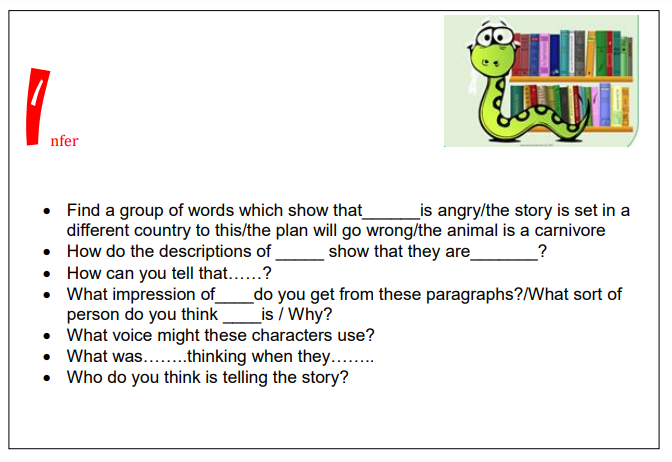 Infer
• Find a group of words which show that______is angry/the story is set in a
different country to this/the plan will go wrong/the animal is a carnivore
• How do the descriptions of _____ show that they are_______?
• How can you tell that……?
• What impression of____do you get from these paragraphs?/What sort of
person do you think ____is / Why?
• What voice might these characters use?
• What was……..thinking when they……..
• Who do you think is telling the story?